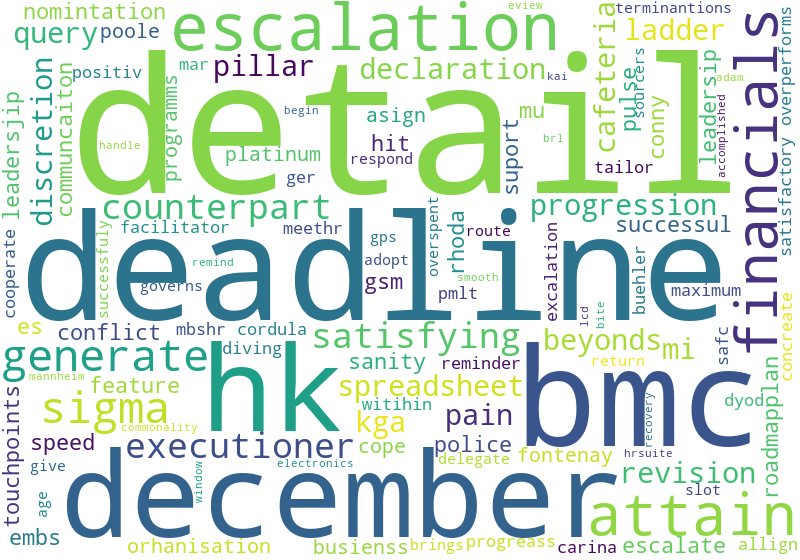 nomintation
escalation
eview
terminantions
query
poole
ladder
positiv
mar
pillar
declaration
kai
cafeteria
pulse
sourcers
adam
financials
overperforms
satisfactory
detail
discretion
communcaiton
programms
begin
asign
mu
conny
leadersip
accomplished
leadersjip
handle
platinum
hit
respond
ger
suport
brl
tailor
counterpart
progression
facilitator
meethr
gps
route
successul
cooperate
successfuly
deadline
remind
governs
adopt
gsm
overspent
rhoda
pmlt
smooth
excalation
lcd
bite
buehler
maximum
es
conflict
mbshr
cordula
satisfying
beyonds
mi
safc
concreate
generate
hk
diving
sanity
reminder
return
mannheim
feature
spreadsheet
witihin
bmc
dyod
roadmapplan
sigma
commonality
kga
pain
recovery
touchpoints
speed
executioner
cope
police
fontenay
revision
hrsuite
slot
give
age
window
electronics
delegate
december
attain
embs
orhanisation
busienss
brings
progreass
carina
escalate
allign